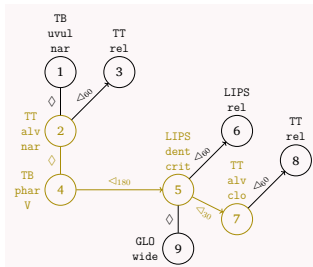 TB
uvul
nar
TT
rel
1
3
◊
◁60
TT
alv
nar
2
LIPS
rel
6
TT
rel
8
LIPS
dent
crit
◊
◁60
TB
phar
V
4
◁180
5
TT
alv
clo
◁60
◁30
7
◊
GLO
wide
9